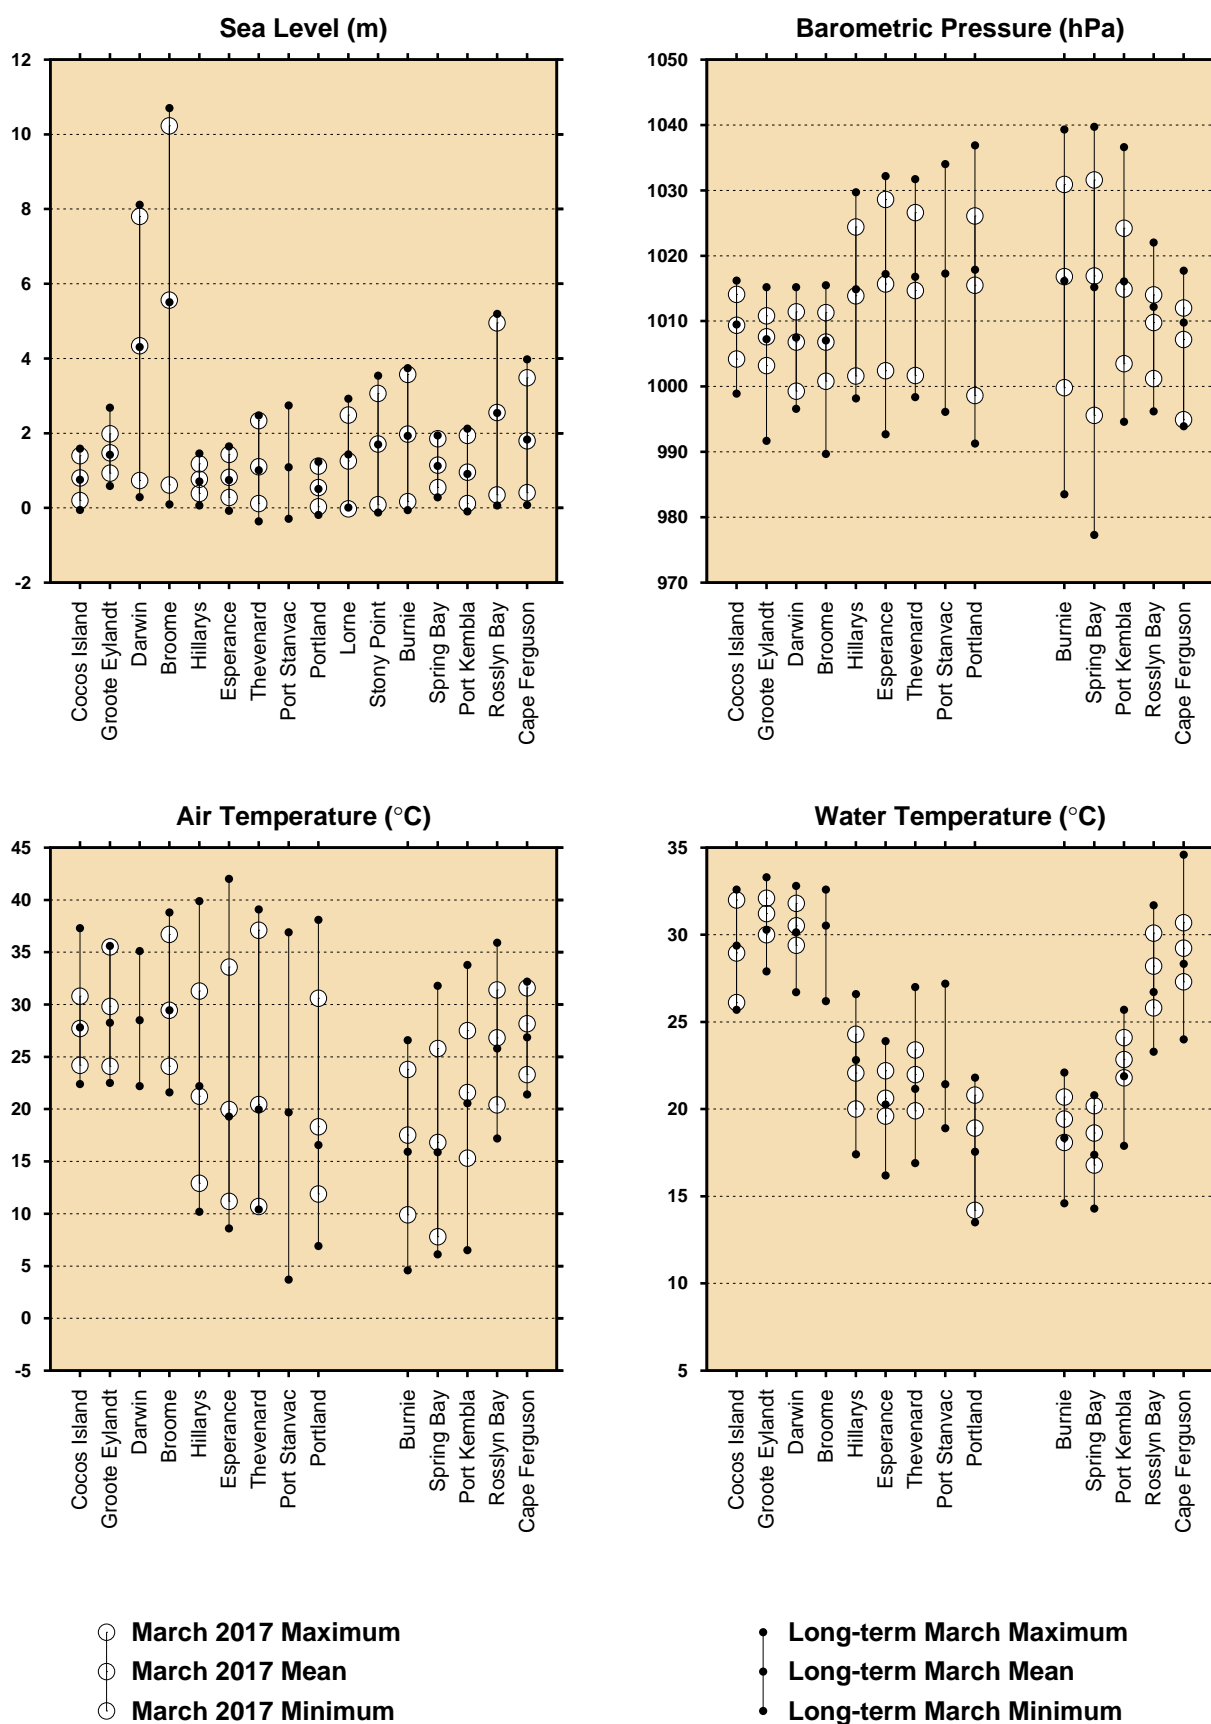 Sea Level (m)
12
10
8
6
4
2
0
-2
Cocos Island
Groote Eylandt
Darwin
Broome
Hillarys
Esperance
Thevenard
Port Stanvac
Portland
Lorne
Stony Point
Burnie
Spring Bay
Port Kembla
Rosslyn Bay
Cape Ferguson
Barometric Pressure (hPa)
1050
1040
1030
1020
1010
1000
990
980
970
Cocos Island
Groote Eylandt
Darwin
Broome
Hillarys
Esperance
Thevenard
Port Stanvac
Portland
Burnie
Spring Bay
Port Kembla
Rosslyn Bay
Cape Ferguson
Air Temperature (°C)
45
40
35
30
25
20
15
10
5
0
-5
Cocos Island
Groote Eylandt
Darwin
Broome
Hillarys
Esperance
Thevenard
Port Stanvac
Portland
Burnie
Spring Bay
Port Kembla
Rosslyn Bay
Cape Ferguson
Water Temperature (°C)
35
30
25
20
15
10
5
Cocos Island
Groote Eylandt
Darwin
Broome
Hillarys
Esperance
Thevenard
Port Stanvac
Portland
Burnie
Spring Bay
Port Kembla
Rosslyn Bay
Cape Ferguson
March 2017 Maximum
March 2017 Mean
March 2017 Minimum
Long-term March Maximum
Long-term March Mean
Long-term March Minimum